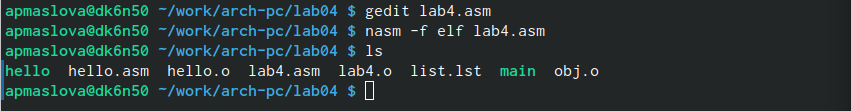 apmaslova@dk6n50 ~/work/arch-pc/lab04 $ gedit lab4.asm
apmaslova@dk6n50 ~/work/arch-pc/lab04 $ nasm -f elf lab4.asm
apmaslova@dk6n50 ~/work/arch-pc/lab04 $ ls
hello  hello.asm  hello.o  lab4.asm  lab4.o  list.lst  main  obj.o
apmaslova@dk6n50 ~/work/arch-pc/lab04 $